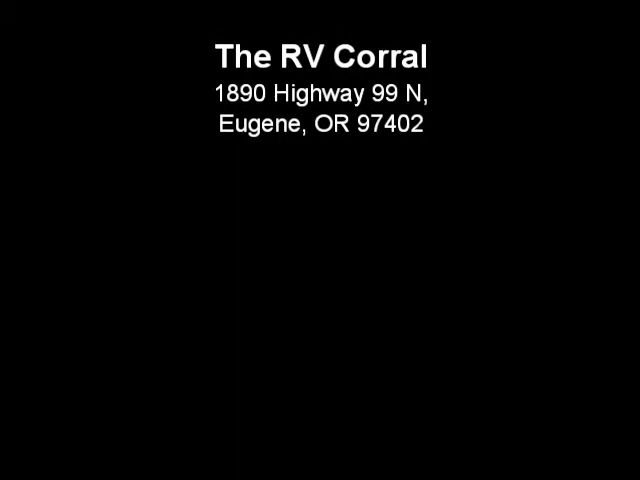 The RV Corral
1890 Highway 99 N,
Eugene, OR 97402